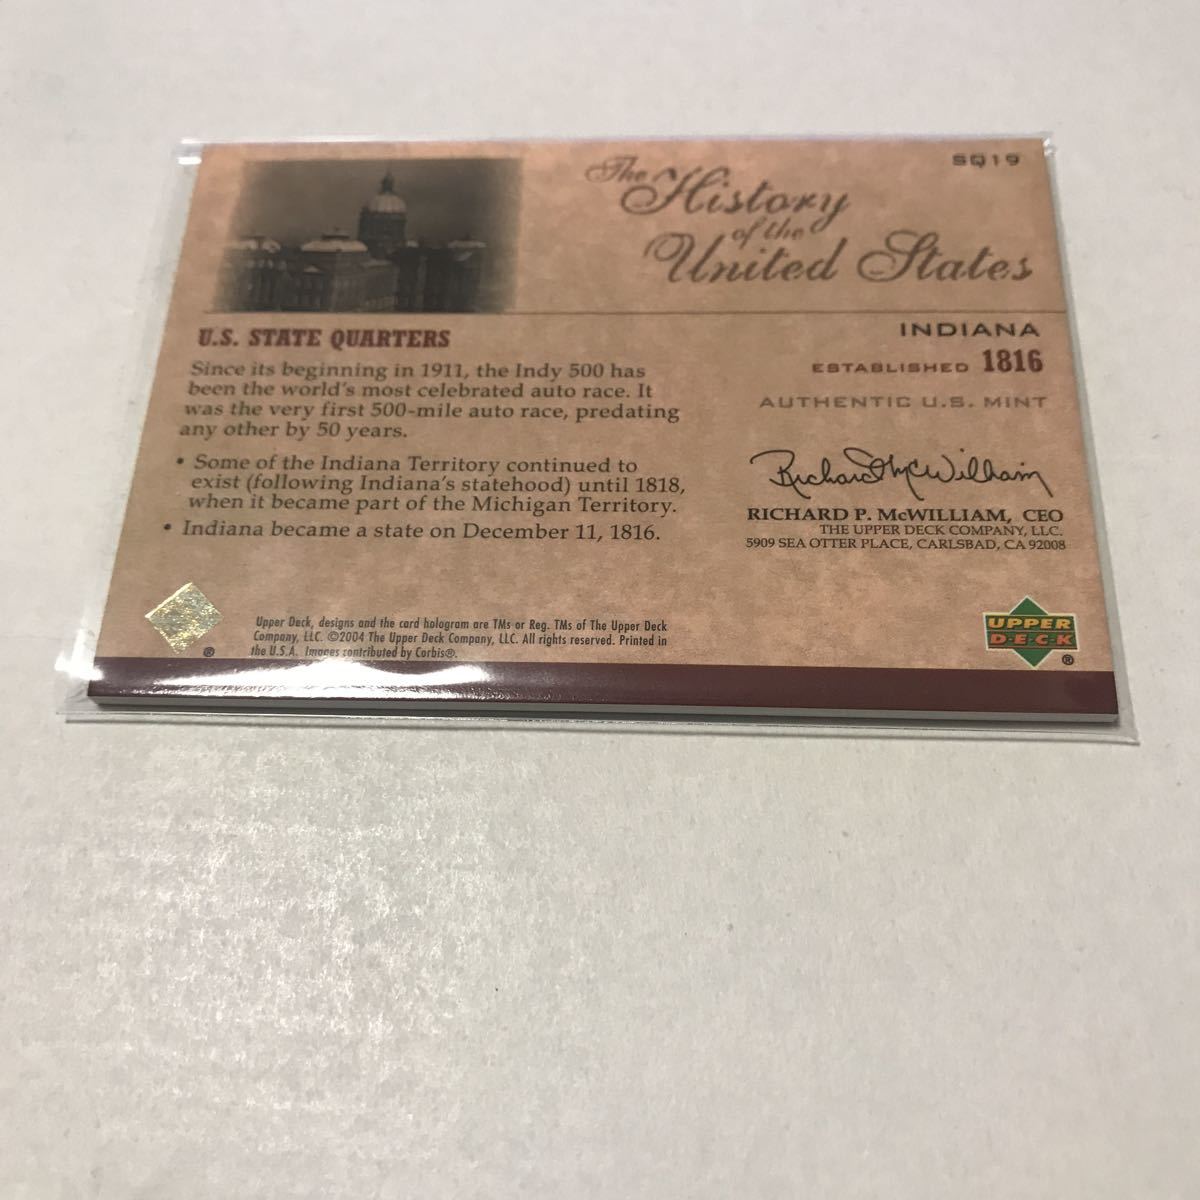 SQ19
The
History
of the
United States
INDIANA
ESTABLISHED 1816
AUTHENTIC U.S. MINT
U.S. STATE QUARTERS
Since its beginning in 1911, the Indy 500 has
been the world's most celebrated auto race. It
was the very first 500-mile auto race, predating
any other by 50 years.
• Some of the Indiana Territory continued to
exist (following Indiana's statehood) until 1818,
when it became part of the Michigan Territory.
• Indiana became a state on December 11, 1816.
Richard McWilliam
RICHARD P. McWILLIAM, CEO
THE UPPER DECK COMPANY, LLC.
5909 SEA OTTER PLACE, CARLSBAD, CA 92008
®
Upper Deck, designs and the card hologram are TMs or Reg. TMs of The Upper Deck
Company, LLC. ©2004 The Upper Deck Company, LLC. All rights reserved. Printed in
the U.S.A. Images contributed by Corbis®.
UPPER
DECK
®